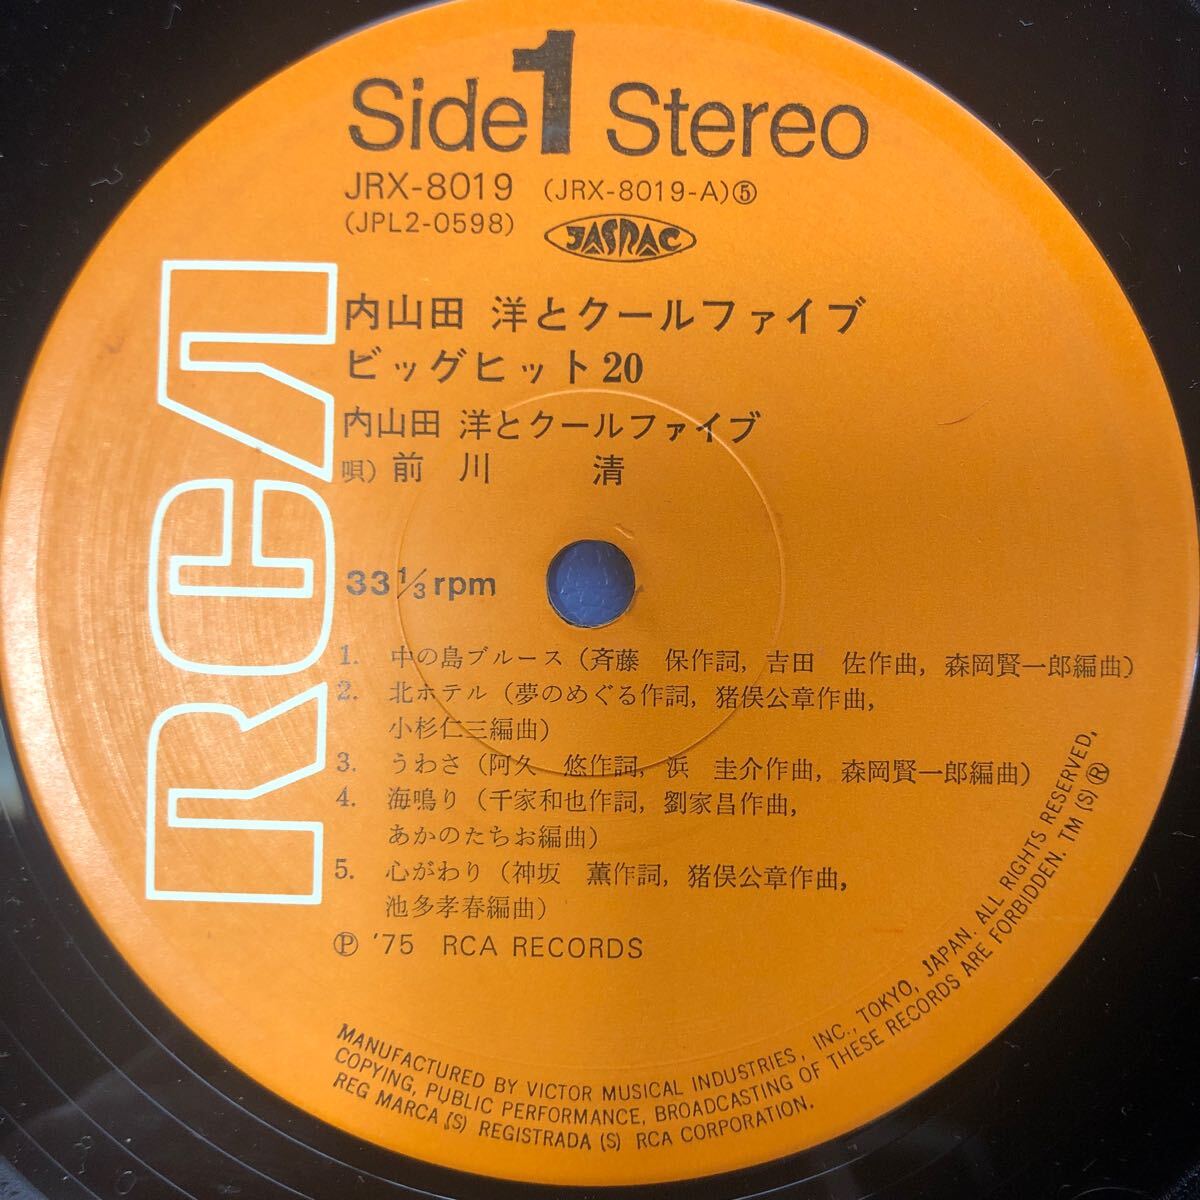 Side 1 Stereo
JRX-8019 (JRX-8019-A)⑤
(JPL2-0598) JASRAC
内山田 洋とクールファイブ
ビッグヒット20
内山田 洋とクールファイブ
唄) 前川 清
RCA
33 1/3 rpm
1. 中の島ブルース (斉藤 保作詞, 吉田 佐作曲, 森岡賢一郎編曲)
2. 北ホテル (夢のめぐる作詞, 猪俣公章作曲,
小杉仁三編曲)
3. うわさ (阿久 悠作詞, 浜 圭介作曲, 森岡賢一郎編曲)
4. 海鳴り (千家和也作詞, 劉家昌作曲,
あかのたちお編曲)
5. 心がわり (神坂 薫作詞, 猪俣公章作曲,
池多孝春編曲)
Ⓟ '75 RCA RECORDS
MANUFACTURED BY VICTOR MUSICAL INDUSTRIES, INC., TOKYO, JAPAN. ALL RIGHTS RESERVED,
COPYING, PUBLIC PERFORMANCE, BROADCASTING OF THESE RECORDS ARE FORBIDDEN. TM (S) ®
REG MARCA (S) REGISTRADA (S) RCA CORPORATION.